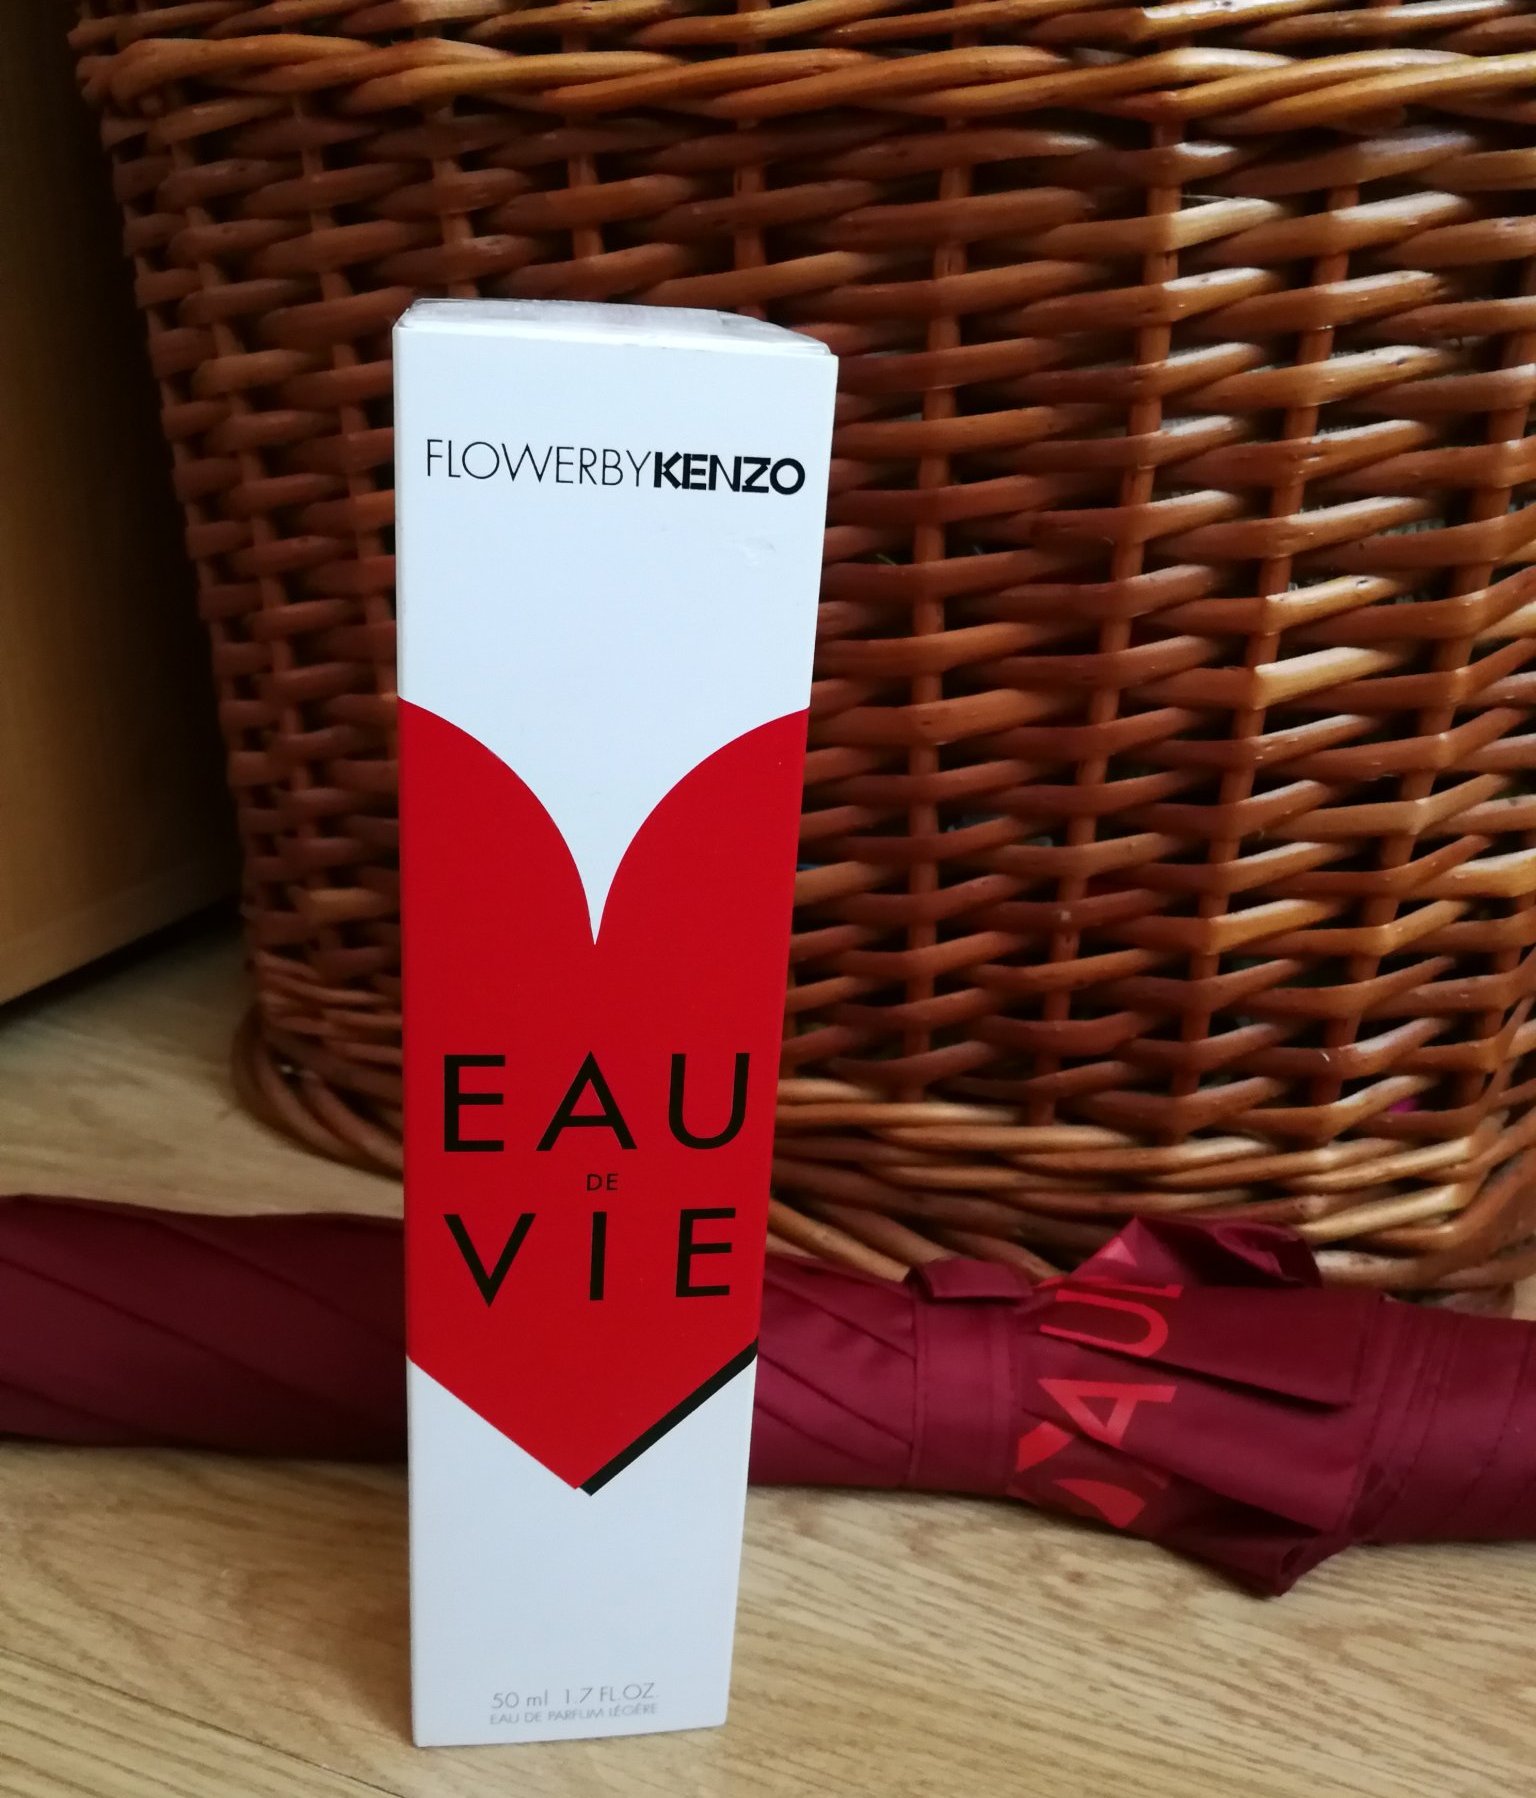 FLOWERBYKENZO
EAU
DE
VIE
50 ml 1.7 FL.OZ.
EAU DE PARFUM LÉGÈRE